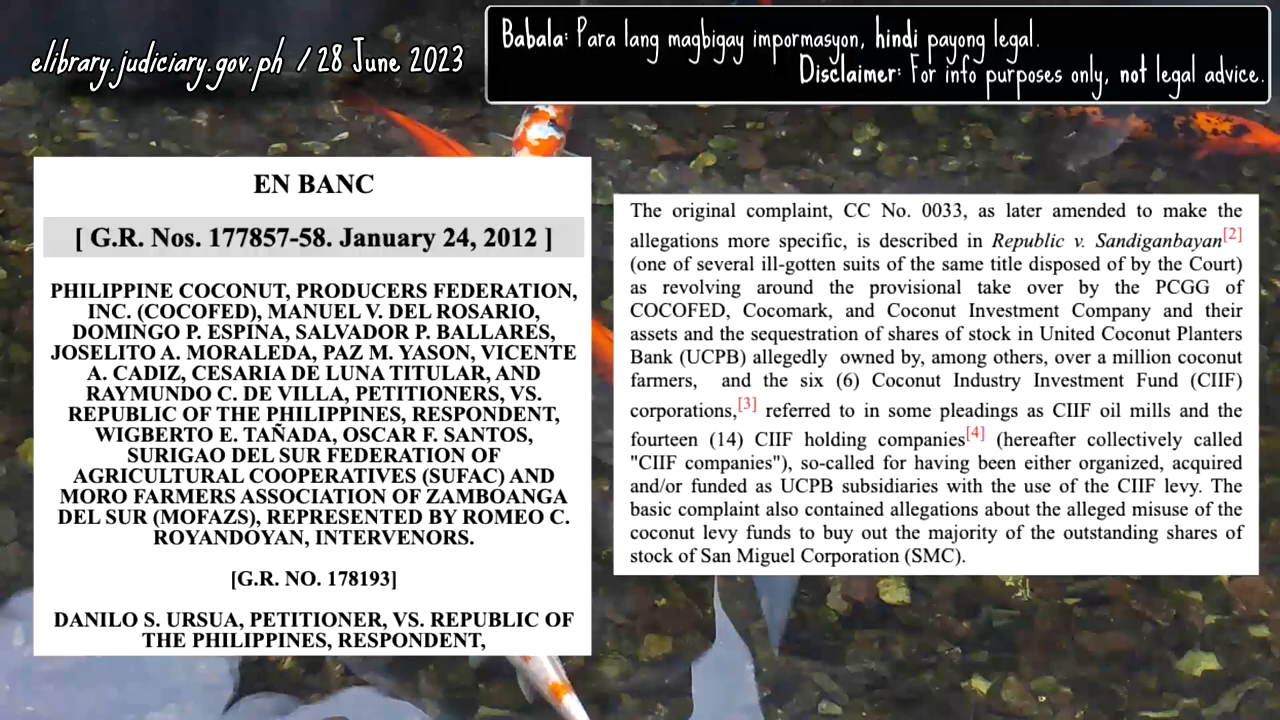 elibrary.judiciary.gov.ph / 28 June 2023
Babala: Para lang magbigay impormasyon, hindi payong legal.
Disclaimer: For info purposes only, not legal advice.
EN BANC
[ G.R. Nos. 177857-58. January 24, 2012 ]
PHILIPPINE COCONUT, PRODUCERS FEDERATION,
INC. (COCOFED), MANUEL V. DEL ROSARIO,
DOMINGO P. ESPINA, SALVADOR P. BALLARES,
JOSELITO A. MORALEDA, PAZ M. YASON, VICENTE
A. CADIZ, CESARIA DE LUNA TITULAR, AND
RAYMUNDO C. DE VILLA, PETITIONERS, VS.
REPUBLIC OF THE PHILIPPINES, RESPONDENT,
WIGBERTO E. TAÑADA, OSCAR F. SANTOS,
SURIGAO DEL SUR FEDERATION OF
AGRICULTURAL COOPERATIVES (SUFAC) AND
MORO FARMERS ASSOCIATION OF ZAMBOANGA
DEL SUR (MOFAZS), REPRESENTED BY ROMEO C.
ROYANDOYAN, INTERVENORS.
[G.R. NO. 178193]
DANILO S. URSUA, PETITIONER, VS. REPUBLIC OF
THE PHILIPPINES, RESPONDENT,
The original complaint, CC No. 0033, as later amended to make the
allegations more specific, is described in Republic v. Sandiganbayan[2]
(one of several ill-gotten suits of the same title disposed of by the Court)
as revolving around the provisional take over by the PCGG of
COCOFED, Cocomark, and Coconut Investment Company and their
assets and the sequestration of shares of stock in United Coconut Planters
Bank (UCPB) allegedly owned by, among others, over a million coconut
farmers, and the six (6) Coconut Industry Investment Fund (CIIF)
corporations,[3] referred to in some pleadings as CIIF oil mills and the
fourteen (14) CIIF holding companies[4] (hereafter collectively called
"CIIF companies"), so-called for having been either organized, acquired
and/or funded as UCPB subsidiaries with the use of the CIIF levy. The
basic complaint also contained allegations about the alleged misuse of the
coconut levy funds to buy out the majority of the outstanding shares of
stock of San Miguel Corporation (SMC).